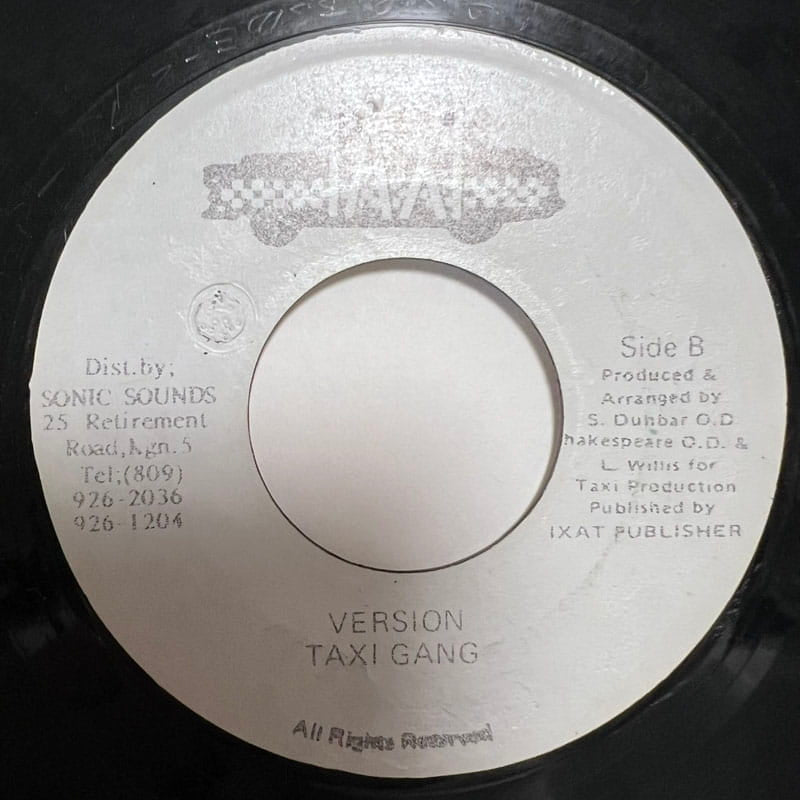 TAXI
Dist.by;
SONIC SOUNDS
25 Retirement
Road,Kgn.5
Tel;(809)
926-2036
926-1204
Side B
Produced &
Arranged by
S. Dunbar O.D
hakespeare O.D. &
L. Willis for
Taxi Production
Published by
IXAT PUBLISHER
VERSION
TAXI GANG
All Rights Reserved